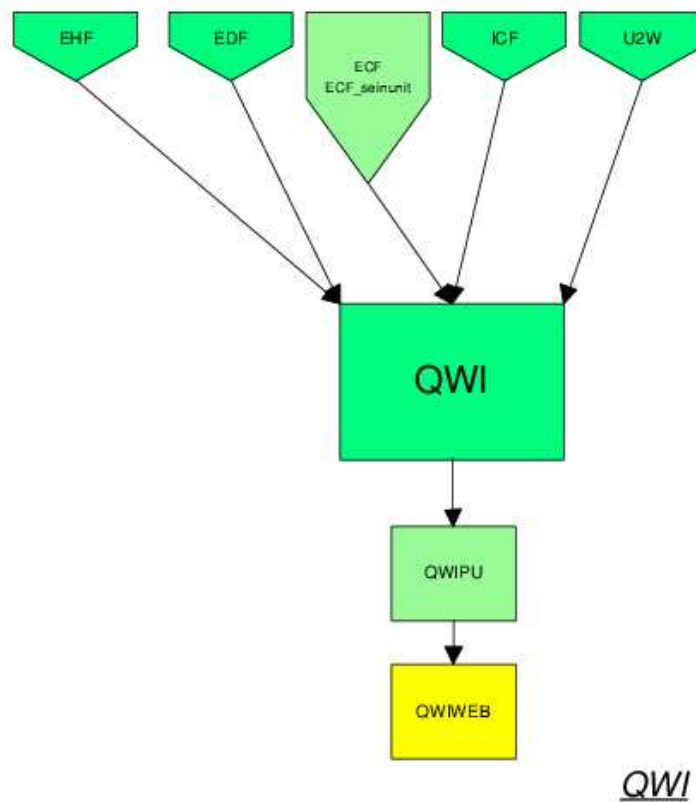 EHF
EDF
ECF
ECF_seinunit
ICF
U2W
QWI
QWIPU
QWIWEB
QWI